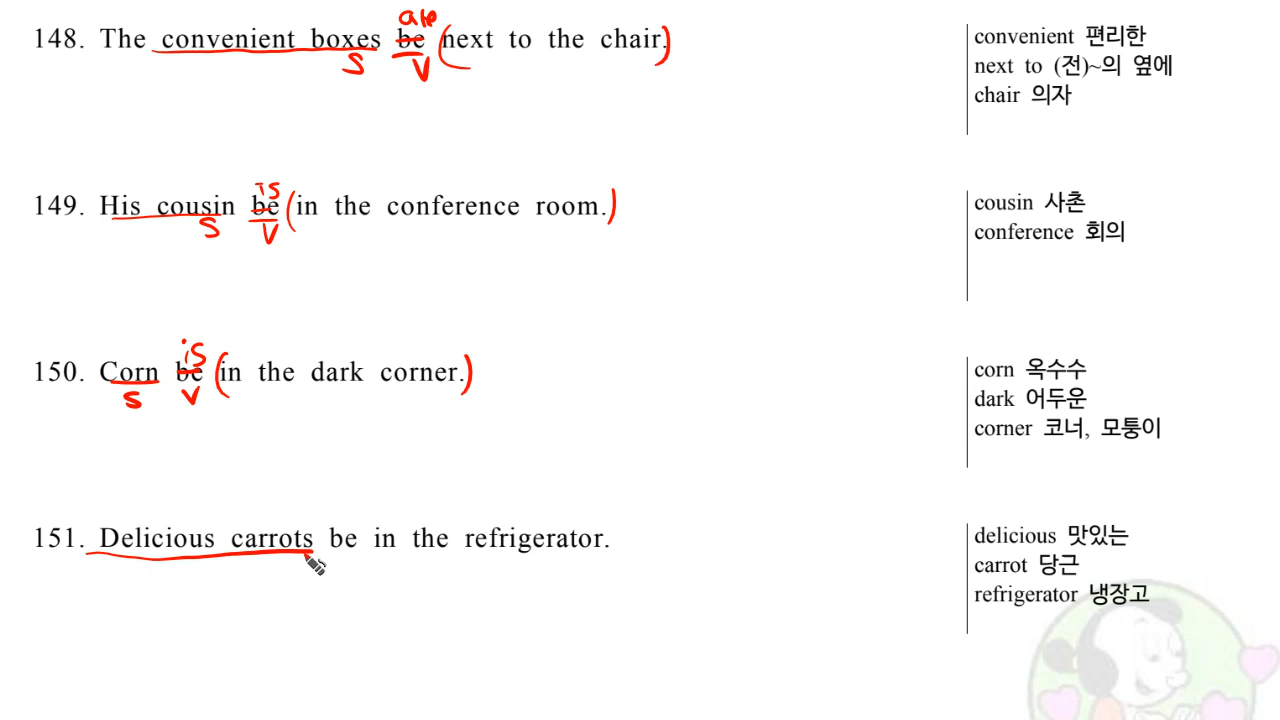 are
148. The convenient boxes be (next to the chair.)
S V
convenient 편리한
next to (전)~의 옆에
chair 의자
is
149. His cousin be (in the conference room.)
S V
cousin 사촌
conference 회의
is
150. Corn be (in the dark corner.)
S V
corn 옥수수
dark 어두운
corner 코너, 모퉁이
151. Delicious carrots be in the refrigerator.
delicious 맛있는
carrot 당근
refrigerator 냉장고